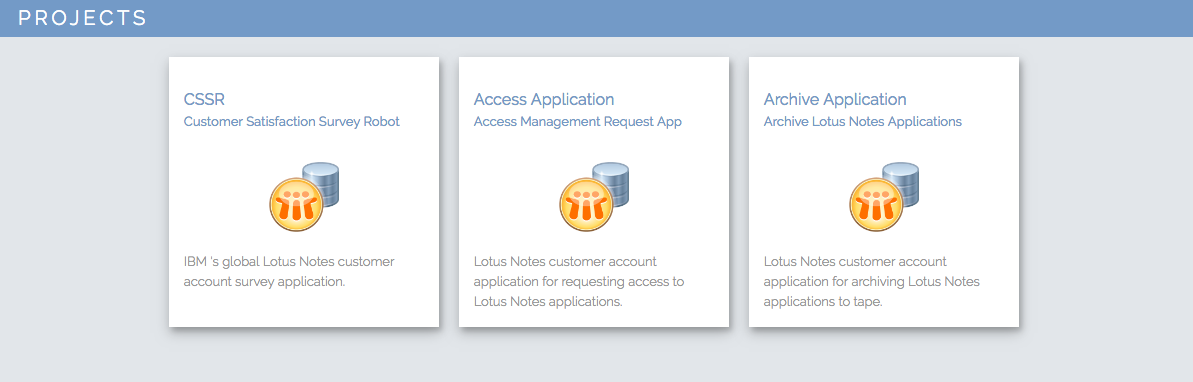 PROJECTS
CSSR
Customer Satisfaction Survey Robot
IBM 's global Lotus Notes customer
account survey application.
Access Application
Access Management Request App
Lotus Notes customer account
application for requesting access to
Lotus Notes applications.
Archive Application
Archive Lotus Notes Applications
Lotus Notes customer account
application for archiving Lotus Notes
applications to tape.